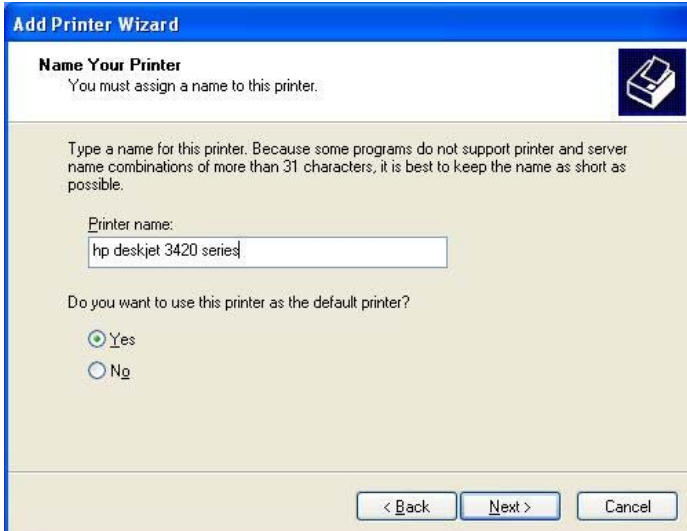 Add Printer Wizard
Name Your Printer
You must assign a name to this printer.
Type a name for this printer. Because some programs do not support printer and server
name combinations of more than 31 characters, it is best to keep the name as short as
possible.
Printer name:
hp deskjet 3420 series
Do you want to use this printer as the default printer?
Yes
No
< Back Next > Cancel